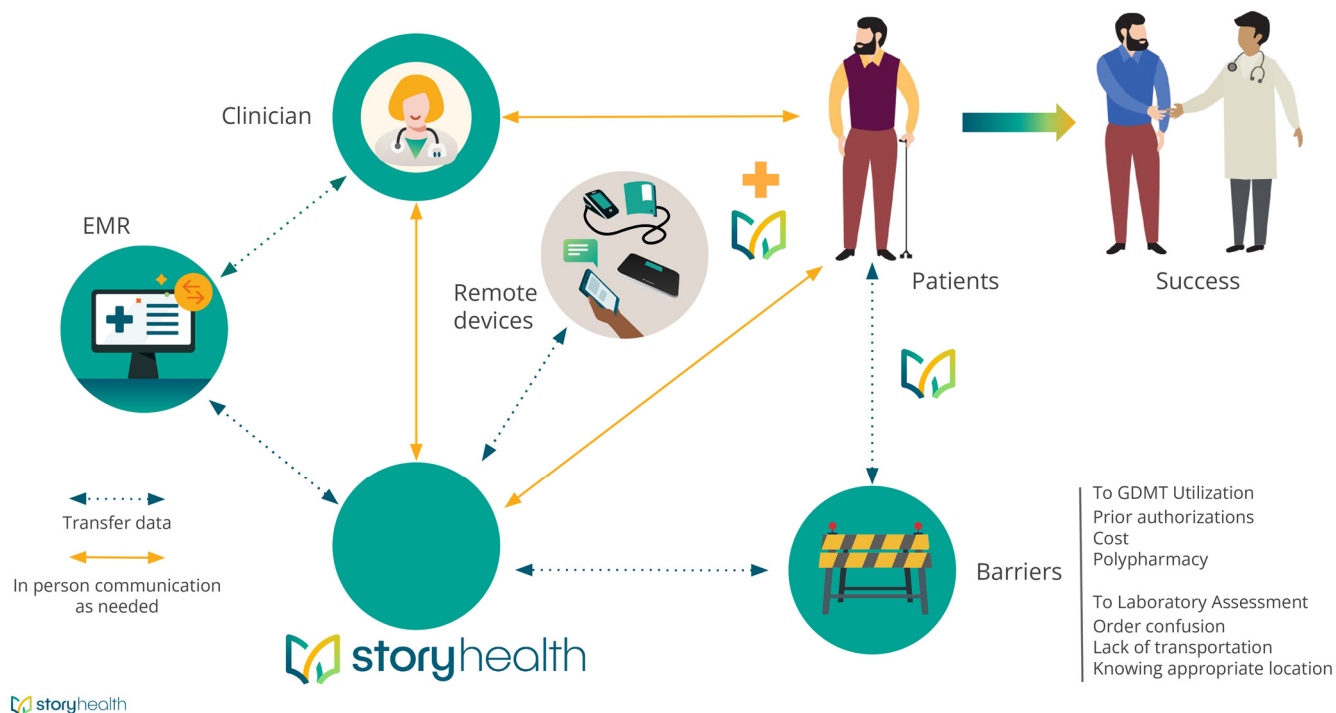 Clinician
EMR
Remote
devices
Patients
Success
Transfer data
In person communication
as needed
Barriers
To GDMT Utilization
Prior authorizations
Cost
Polypharmacy
To Laboratory Assessment
Order confusion
Lack of transportation
Knowing appropriate location
storyhealth
storyhealth